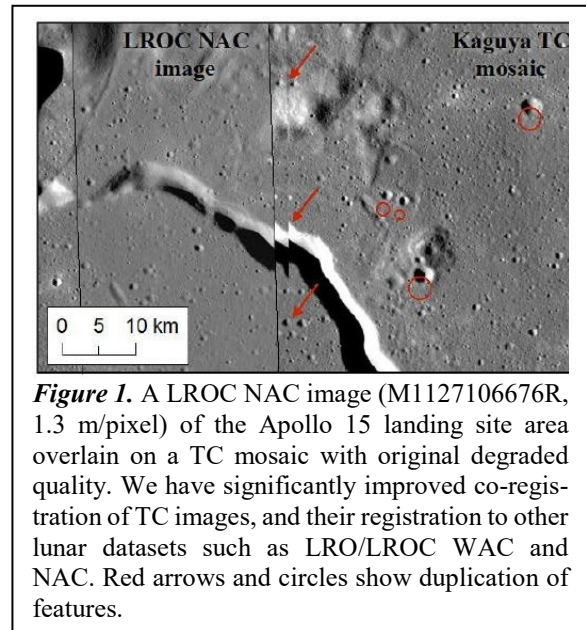 LROC NAC
image
Kaguya TC
mosaic
0 5 10 km
Figure 1. A LROC NAC image (M1127106676R,
1.3 m/pixel) of the Apollo 15 landing site area
overlain on a TC mosaic with original degraded
quality. We have significantly improved co-regis-
tration of TC images, and their registration to other
lunar datasets such as LRO/LROC WAC and
NAC. Red arrows and circles show duplication of
features.